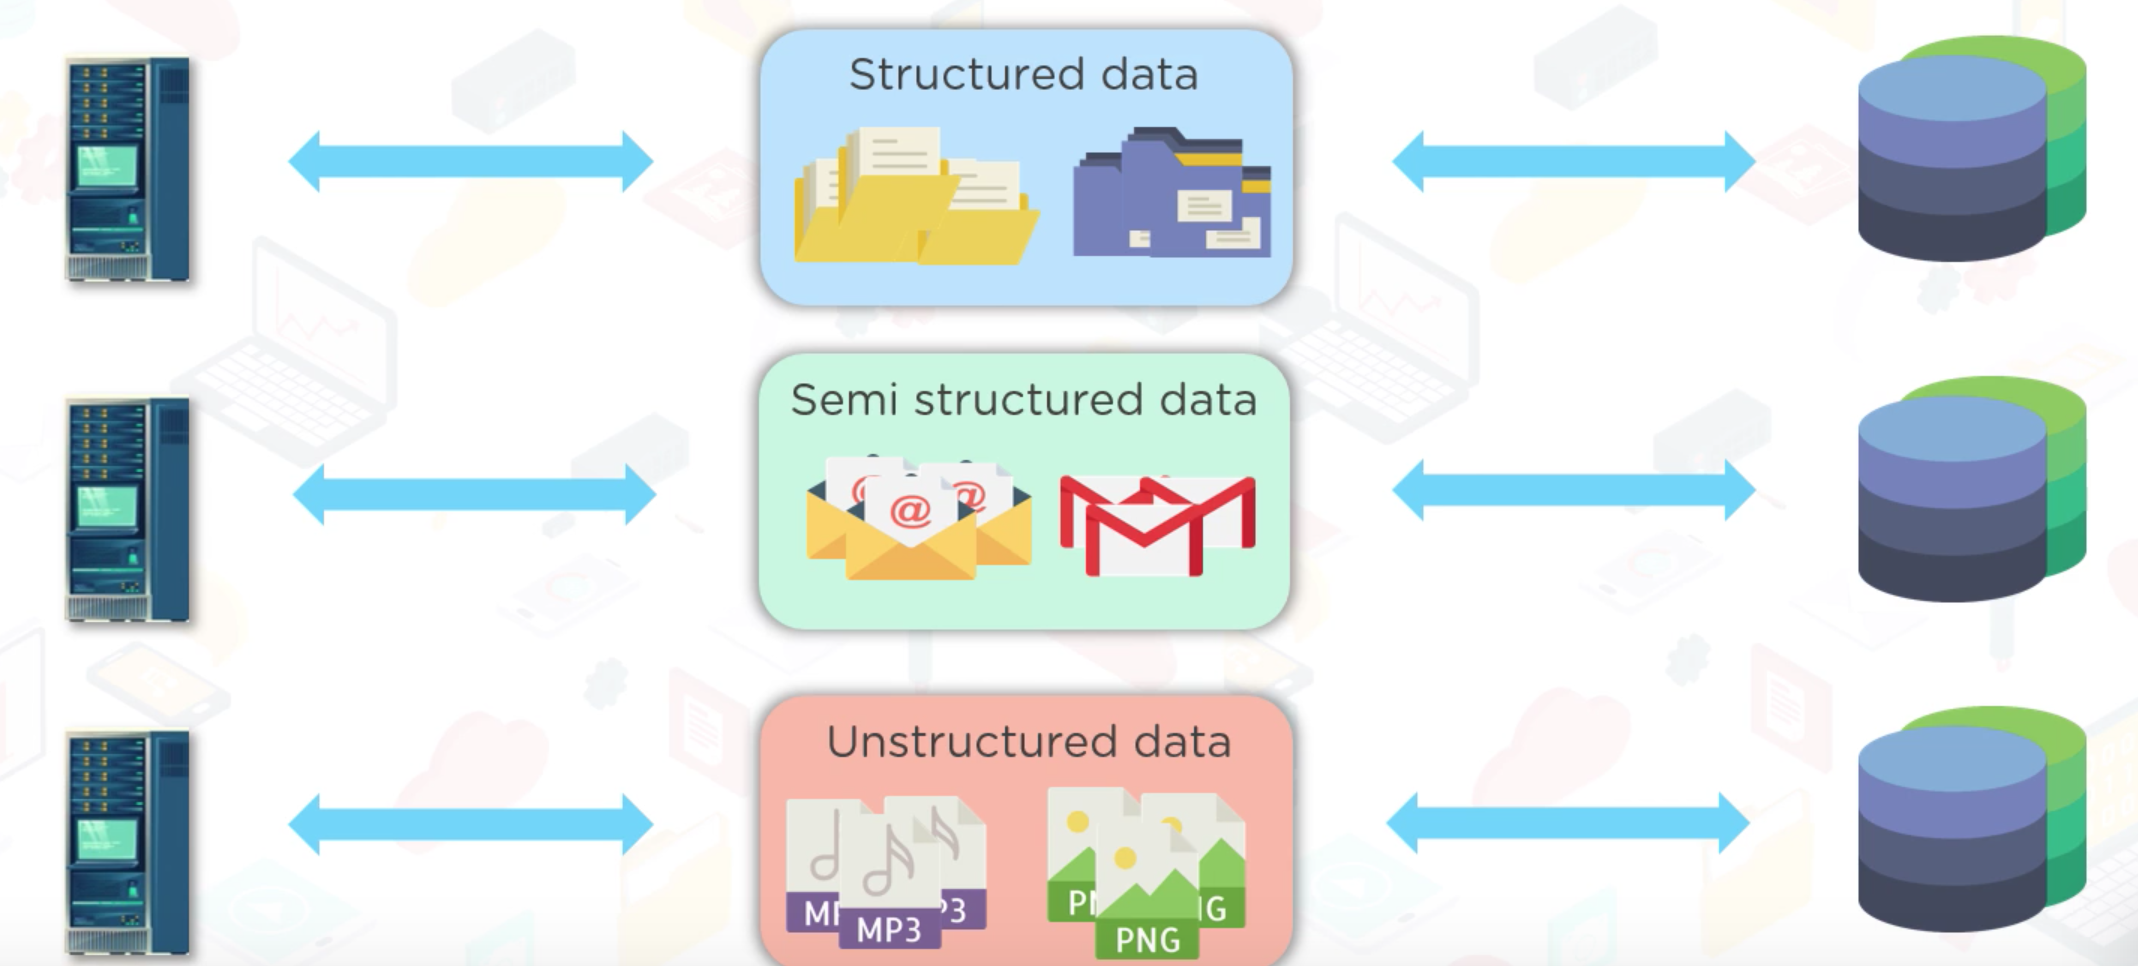 Structured data
Semi structured data
@ @ @
Unstructured data
MP3
PNG